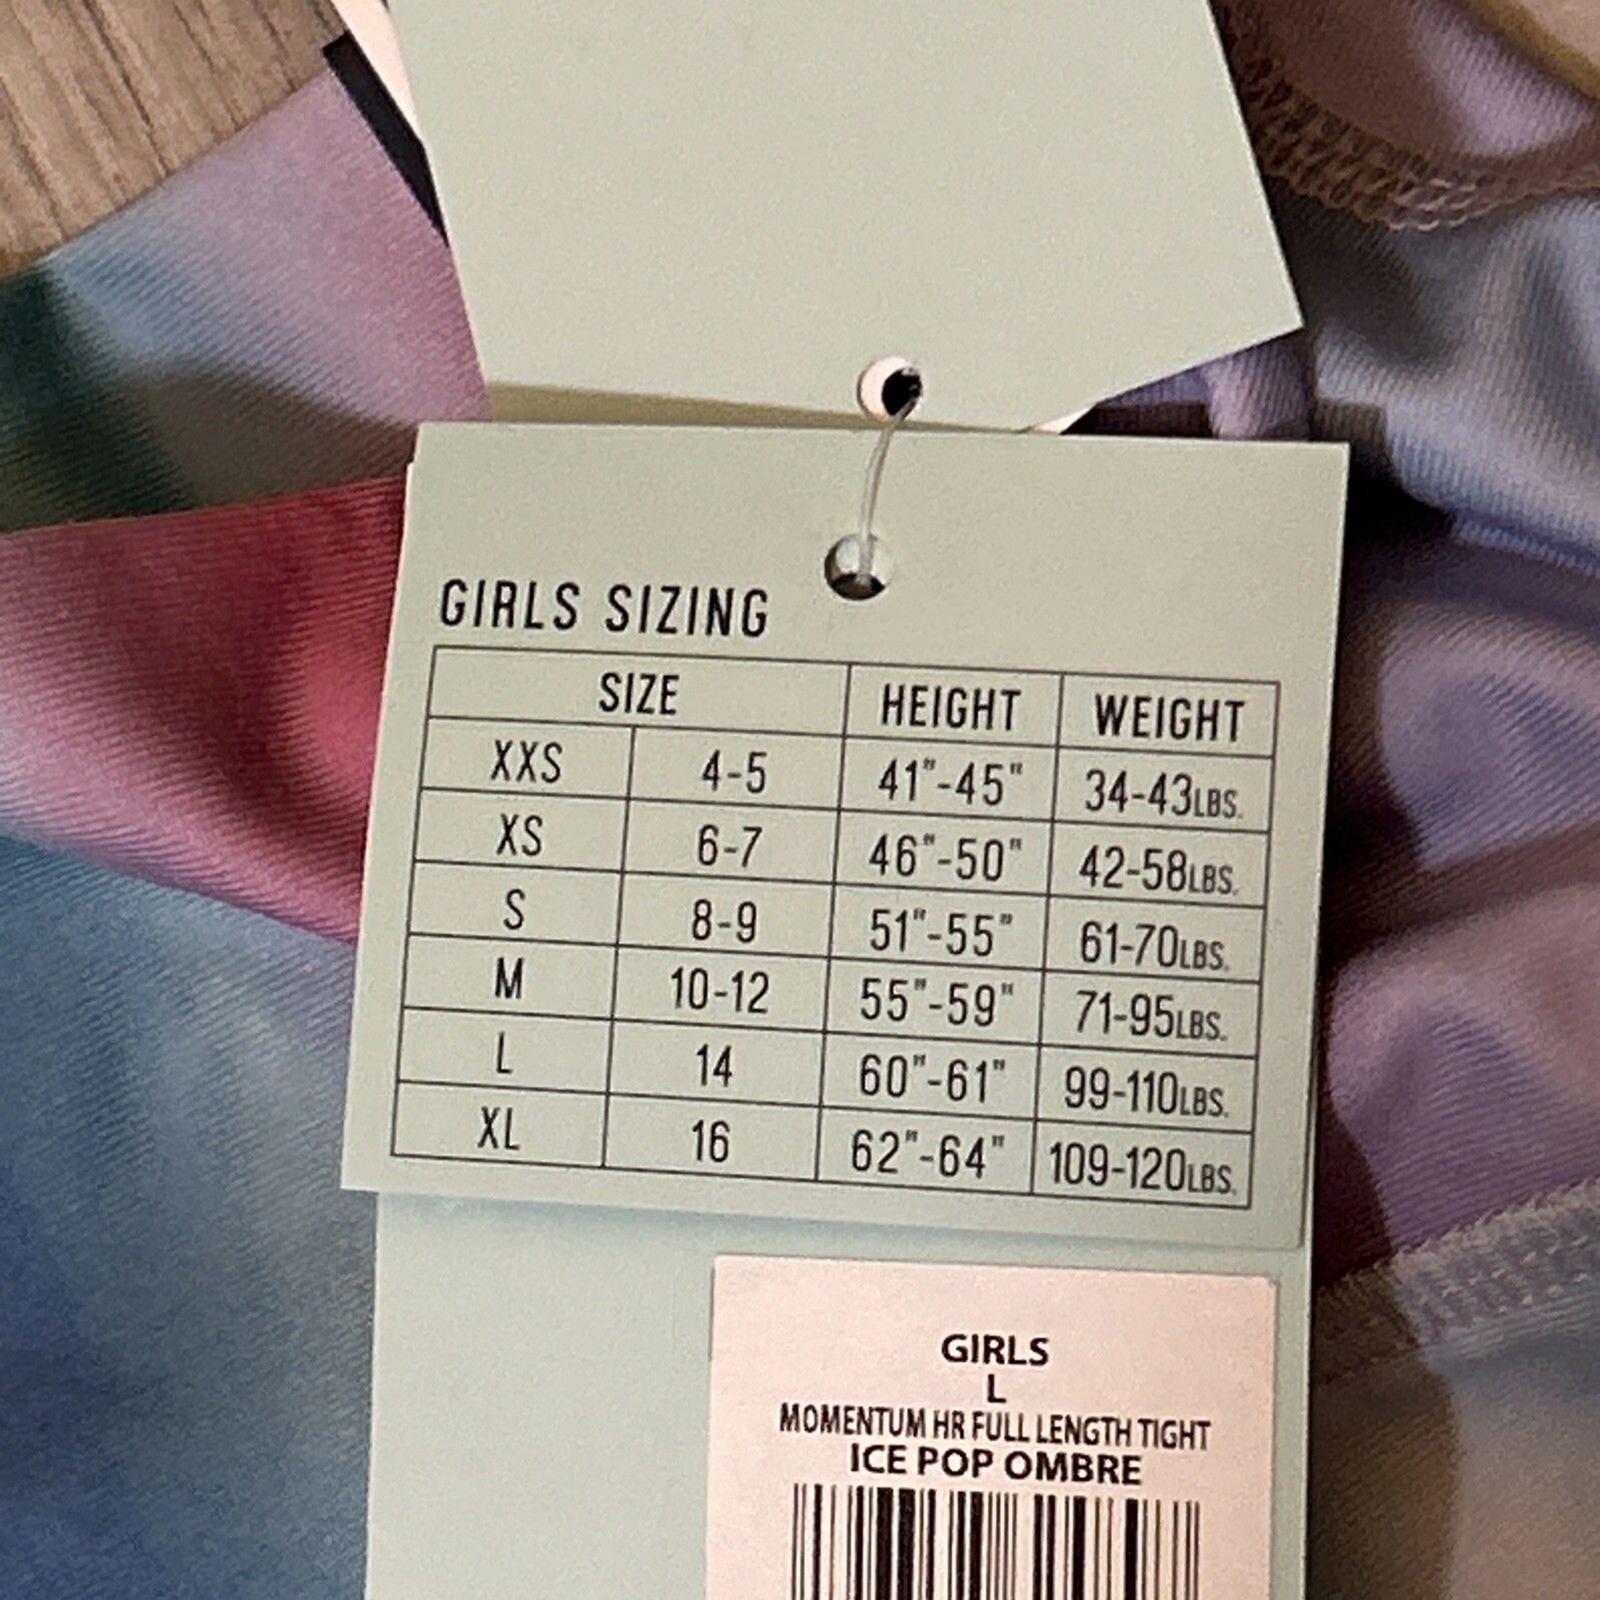 GIRLS SIZING
SIZE HEIGHT WEIGHT
XXS 4-5 41"-45" 34-43LBS.
XS 6-7 46"-50" 42-58LBS.
S 8-9 51"-55" 61-70LBS.
M 10-12 55"-59" 71-95LBS.
L 14 60"-61" 99-110LBS.
XL 16 62"-64" 109-120LBS.
GIRLS
L
MOMENTUM HR FULL LENGTH TIGHT
ICE POP OMBRE